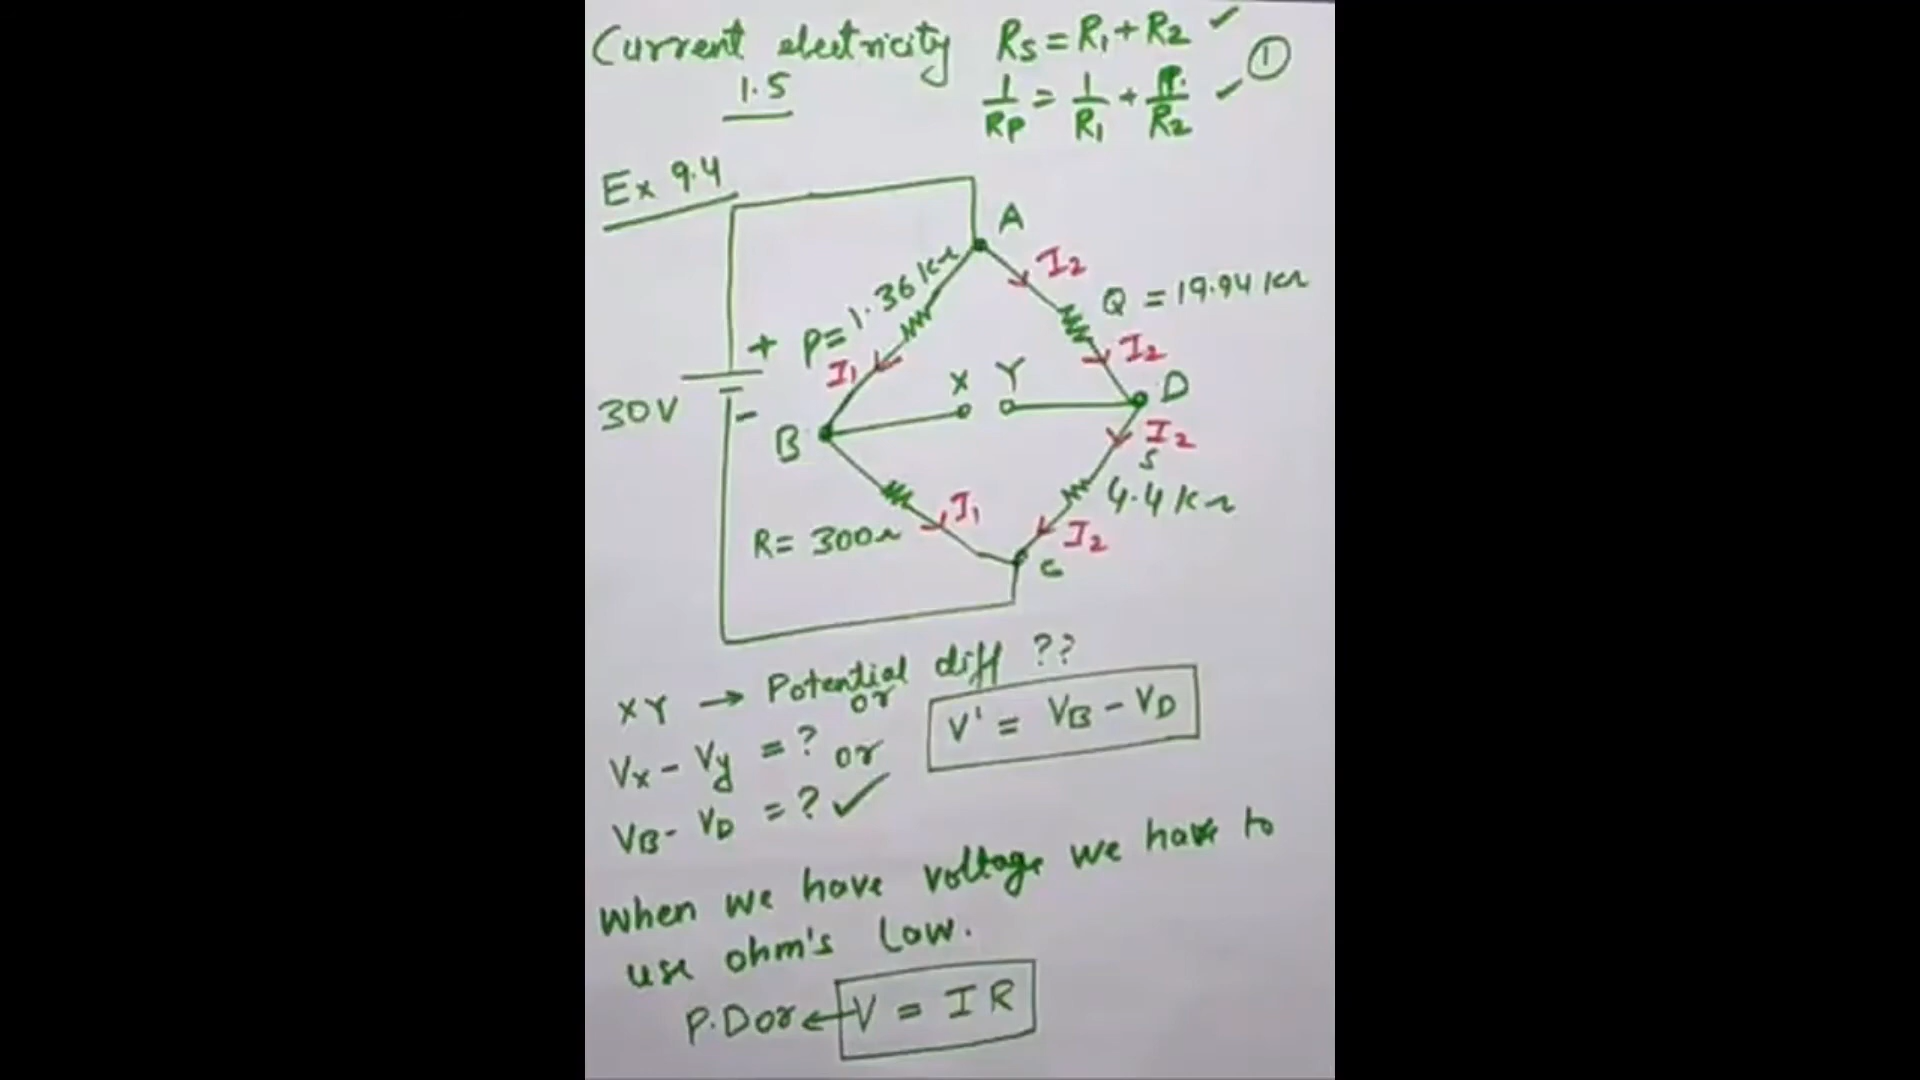 Current electricity
1.5
Rs = R1 + R2 ✓
1/Rp = 1/R1 + /R2 ✓
①
Ex 9.4
A
I2
P= 1.36 kΩ
Q = 19.94 kΩ
+
I1
I2
X Y
D
30V
-
B
I2
S
4.4 kΩ
I1
R= 300Ω
I2
C
XY → Potential diff ??
or
V' = VB - VD
Vx - Vy = ? or
VB - VD = ? ✓
When we have voltage we have to
use ohm's Law.
P.D or ← V = IR